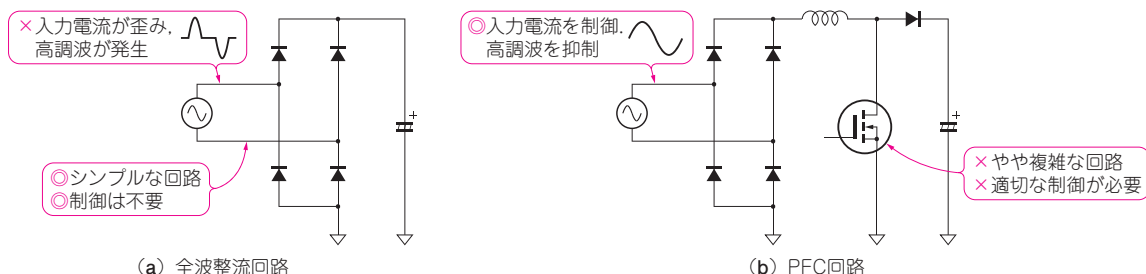 ×入力電流が歪み，
高調波が発生
◎シンプルな回路
◎制御は不要
+
(a) 全波整流回路
◎入力電流を制御．
高調波を抑制
+
×やや複雑な回路
×適切な制御が必要
(b) PFC回路